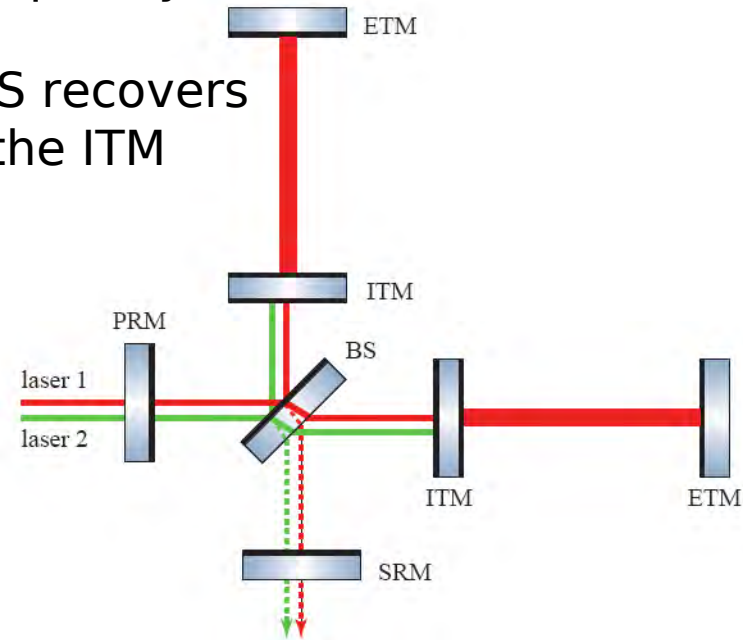 ETM
S recovers
the ITM
ITM
PRM
BS
laser 1
laser 2
ITM
ETM
SRM